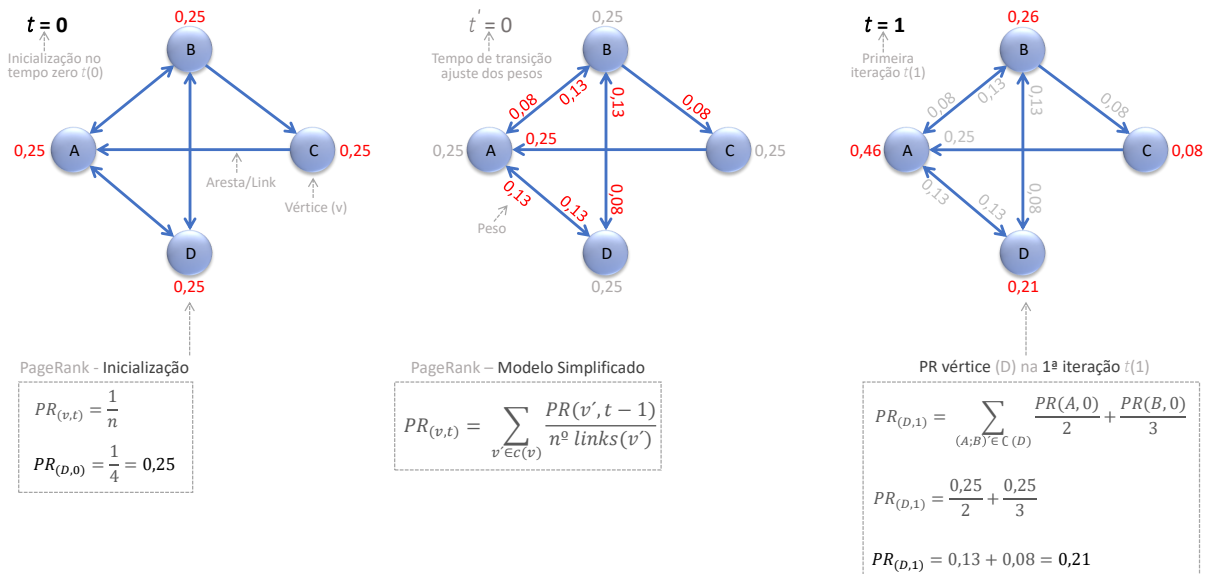 t = 0
Inicialização no
tempo zero t(0)
0,25
B
0,25
A
C
0,25
Aresta/Link
Vértice (v)
D
0,25
PageRank - Inicialização
PR(v,t) = 1/n
PR(D,0) = 1/4 = 0,25
t' = 0
Tempo de transição
ajuste dos pesos
0,25
B
0,08
0,13
0,13
0,08
0,25
A
0,25
C
0,25
0,13
0,13
0,08
Peso
D
0,25
PageRank – Modelo Simplificado
PR(v,t) = ∑ v´∈c(v) PR(v´, t − 1) / nº links(v´)
t = 1
Primeira
iteração t(1)
0,26
B
0,08
0,13
0,13
0,08
0,46
A
0,25
C
0,08
0,13
0,13
0,08
D
0,21
PR vértice (D) na 1ª iteração t(1)
PR(D,1) = ∑ (A;B)´∈ C (D) PR(A, 0)/2 + PR(B, 0)/3
PR(D,1) = 0,25/2 + 0,25/3
PR(D,1) = 0,13 + 0,08 = 0,21